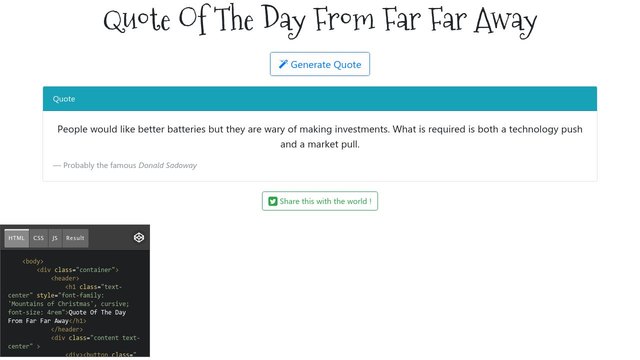 Quote Of The Day From Far Far Away
Generate Quote
Quote
People would like better batteries but they are wary of making investments. What is required is both a technology push
and a market pull.
— Probably the famous Donald Sadoway
Share this with the world !
HTML CSS JS Result
<body>
<div class="container">
<header>
<h1 class="text-
center" style="font-family:
'Mountains of Christmas', cursive;
font-size: 4rem">Quote Of The Day
From Far Far Away</h1>
</header>
<div class="content text-
center" >
<div><button class="